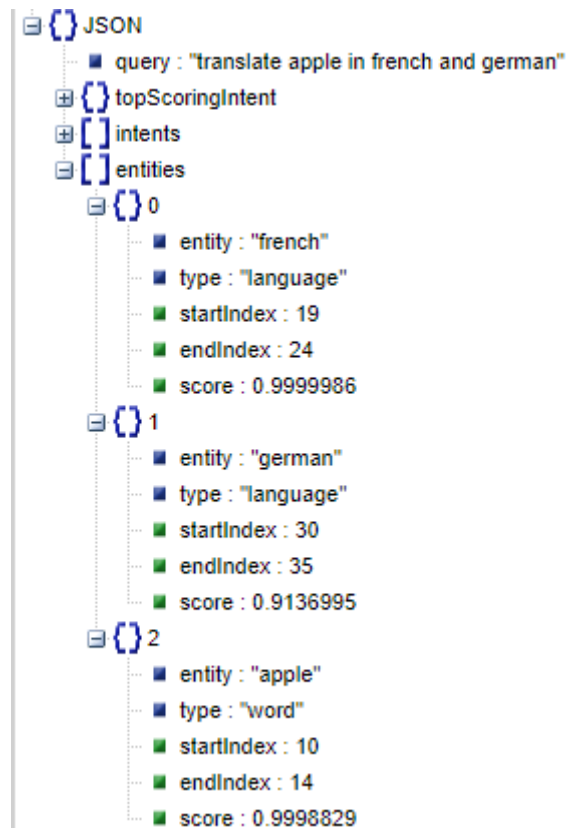 {} JSON
query : "translate apple in french and german"
{} topScoringIntent
[] intents
[] entities
{} 0
entity : "french"
type : "language"
startIndex : 19
endIndex : 24
score : 0.9999986
{} 1
entity : "german"
type : "language"
startIndex : 30
endIndex : 35
score : 0.9136995
{} 2
entity : "apple"
type : "word"
startIndex : 10
endIndex : 14
score : 0.9998829